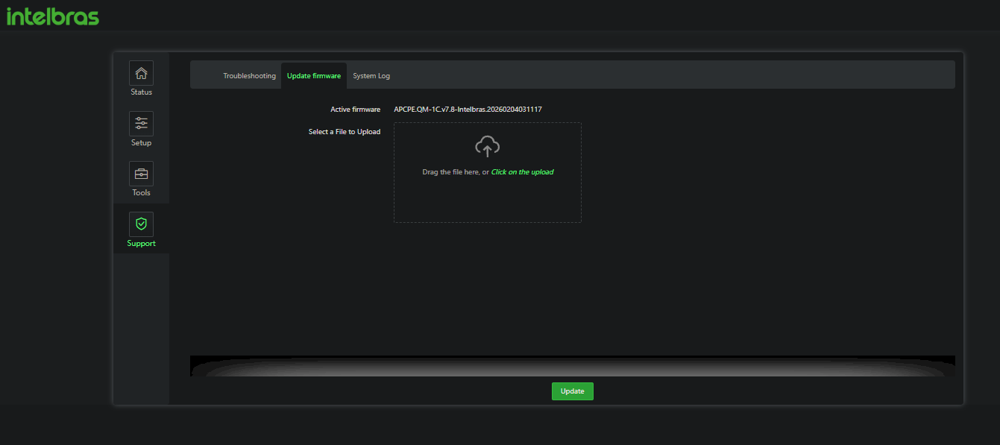 intelbras
Status
Setup
Tools
Support
Troubleshooting Update firmware System Log
Active firmware APCPE.QM-1C.v7.8-Intelbras.20260204031117
Select a File to Upload
Drag the file here, or Click on the upload
Update